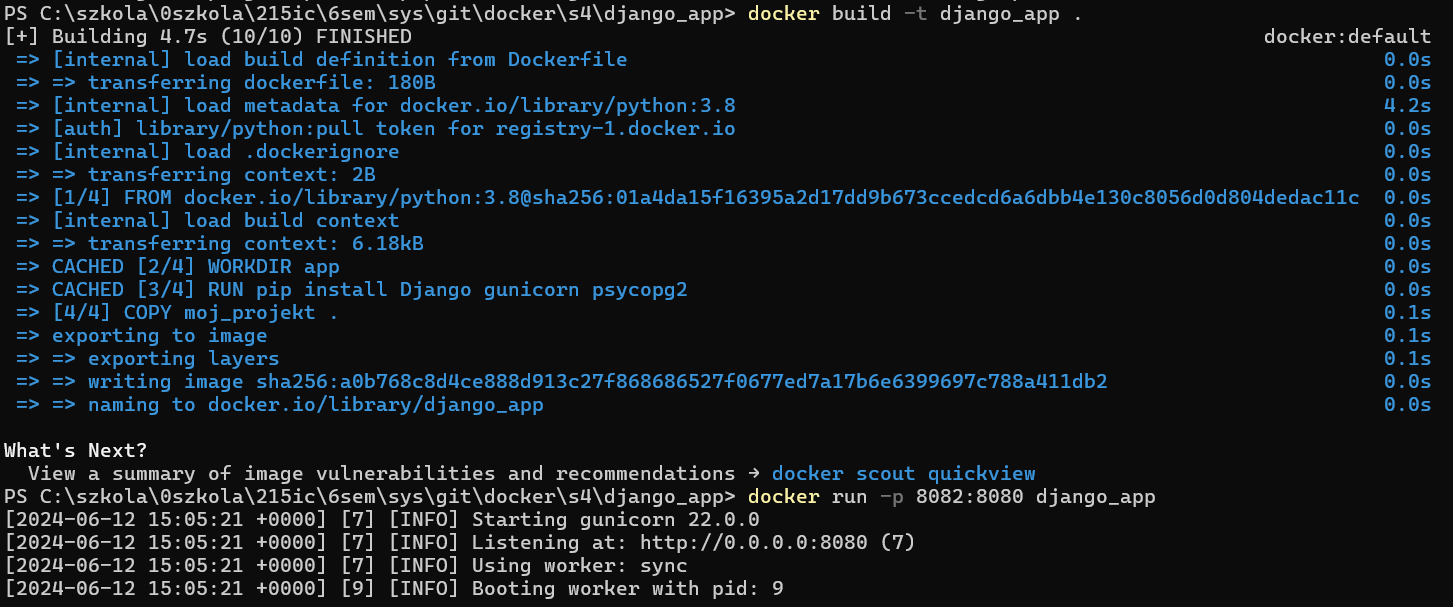 PS C:\szkola\0szkola\215ic\6sem\sys\git\docker\s4\django_app> docker build -t django_app .
[+] Building 4.7s (10/10) FINISHED docker:default
=> [internal] load build definition from Dockerfile 0.0s
=> => transferring dockerfile: 180B 0.0s
=> [internal] load metadata for docker.io/library/python:3.8 4.2s
=> [auth] library/python:pull token for registry-1.docker.io 0.0s
=> [internal] load .dockerignore 0.0s
=> => transferring context: 2B 0.0s
=> [1/4] FROM docker.io/library/python:3.8@sha256:01a4da15f16395a2d17dd9b673ccedcd6a6dbb4e130c8056d0d804dedac11c 0.0s
=> [internal] load build context 0.0s
=> => transferring context: 6.18kB 0.0s
=> CACHED [2/4] WORKDIR app 0.0s
=> CACHED [3/4] RUN pip install Django gunicorn psycopg2 0.0s
=> [4/4] COPY moj_projekt . 0.1s
=> exporting to image 0.1s
=> => exporting layers 0.1s
=> => writing image sha256:a0b768c8d4ce888d913c27f868686527f0677ed7a17b6e6399697c788a411db2 0.0s
=> => naming to docker.io/library/django_app 0.0s
What's Next?
View a summary of image vulnerabilities and recommendations → docker scout quickview
PS C:\szkola\0szkola\215ic\6sem\sys\git\docker\s4\django_app> docker run -p 8082:8080 django_app
[2024-06-12 15:05:21 +0000] [7] [INFO] Starting gunicorn 22.0.0
[2024-06-12 15:05:21 +0000] [7] [INFO] Listening at: http://0.0.0.0:8080 (7)
[2024-06-12 15:05:21 +0000] [7] [INFO] Using worker: sync
[2024-06-12 15:05:21 +0000] [9] [INFO] Booting worker with pid: 9